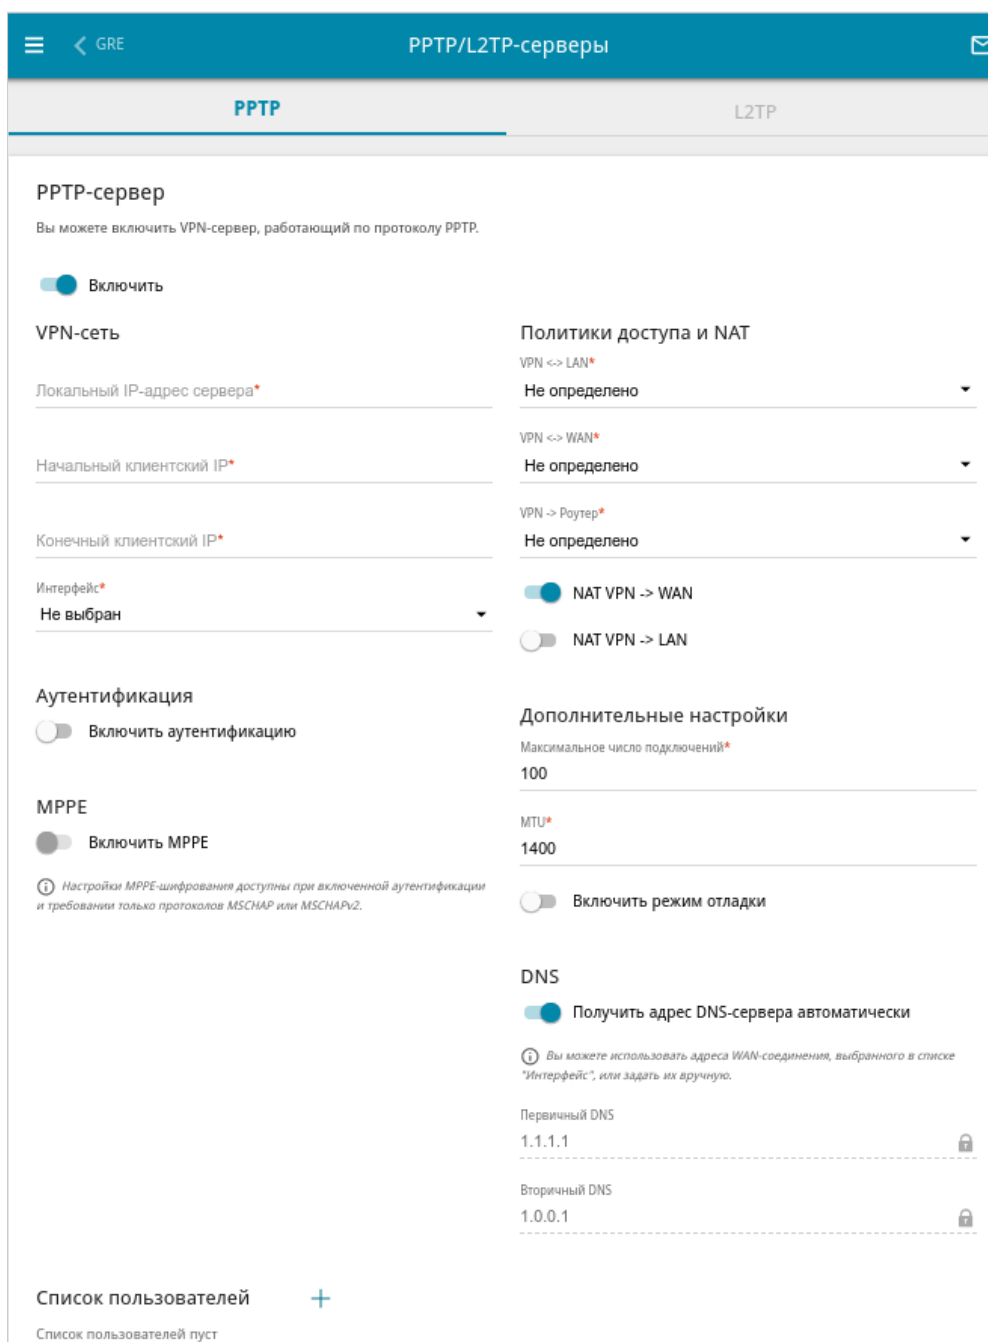 GRE
PPTP/L2TP-серверы
PPTP
L2TP
PPTP-сервер
Вы можете включить VPN-сервер, работающий по протоколу PPTP.
Включить
VPN-сеть
Локальный IP-адрес сервера*
Начальный клиентский IP*
Конечный клиентский IP*
Интерфейс*
Не выбран
Аутентификация
Включить аутентификацию
MPPE
Включить MPPE
Настройки MPPE-шифрования доступны при включенной аутентификации
и требовании только протоколов MSCHAP или MSCHAPv2.
Политики доступа и NAT
VPN <-> LAN*
Не определено
VPN <-> WAN*
Не определено
VPN -> Роутер*
Не определено
NAT VPN -> WAN
NAT VPN -> LAN
Дополнительные настройки
Максимальное число подключений*
100
MTU*
1400
Включить режим отладки
DNS
Получить адрес DNS-сервера автоматически
Вы можете использовать адреса WAN-соединения, выбранного в списке
"Интерфейс", или задать их вручную.
Первичный DNS
1.1.1.1
Вторичный DNS
1.0.0.1
Список пользователей
Список пользователей пуст